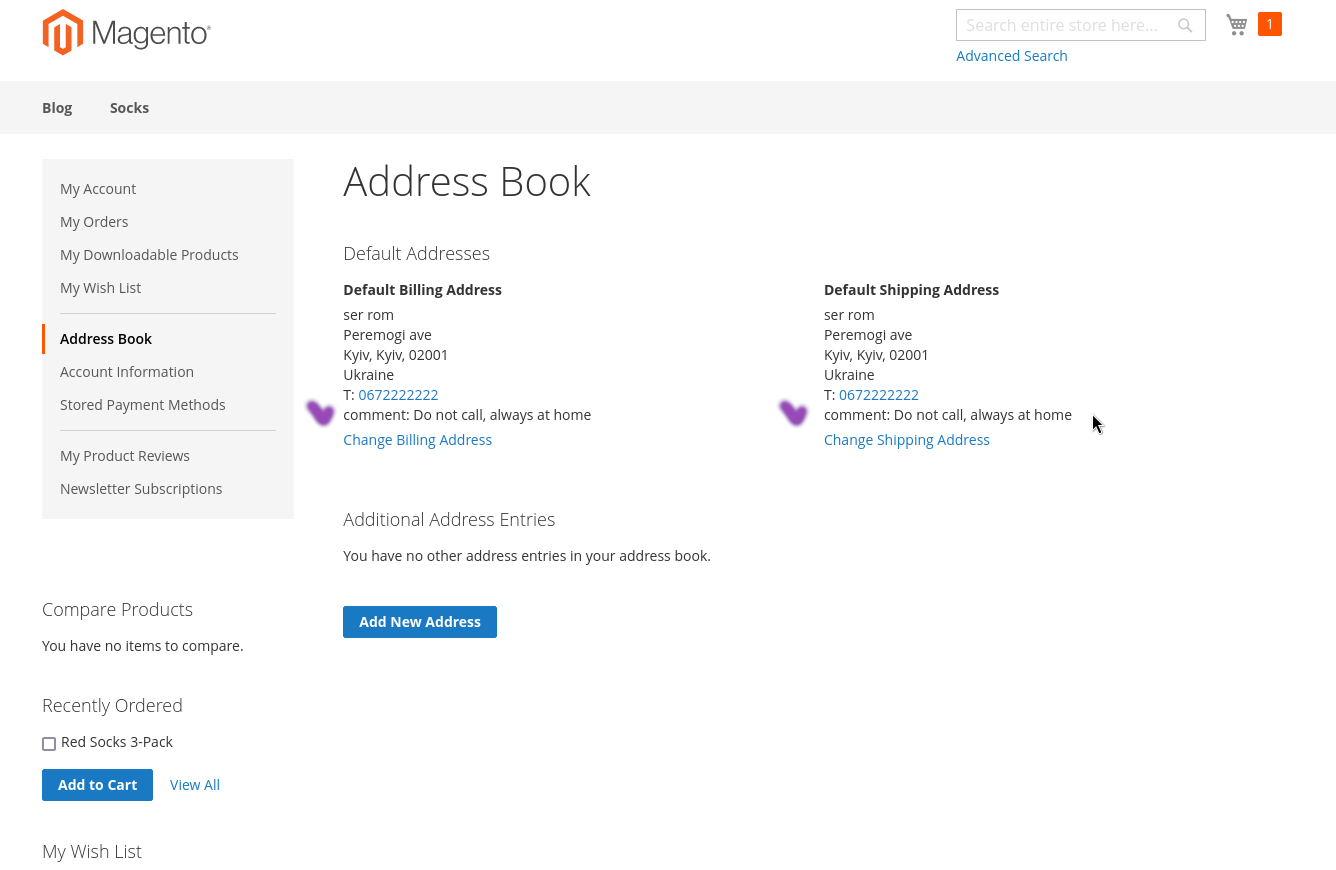 Magento
Search entire store here...
1
Advanced Search
Blog
Socks
My Account
My Orders
My Downloadable Products
My Wish List
Address Book
Account Information
Stored Payment Methods
My Product Reviews
Newsletter Subscriptions
Address Book
Default Addresses
Default Billing Address
ser rom
Peremogi ave
Kyiv, Kyiv, 02001
Ukraine
T: 0672222222
comment: Do not call, always at home
Change Billing Address
Default Shipping Address
ser rom
Peremogi ave
Kyiv, Kyiv, 02001
Ukraine
T: 0672222222
comment: Do not call, always at home
Change Shipping Address
Additional Address Entries
You have no other address entries in your address book.
Add New Address
Compare Products
You have no items to compare.
Recently Ordered
Red Socks 3-Pack
Add to Cart
View All
My Wish List